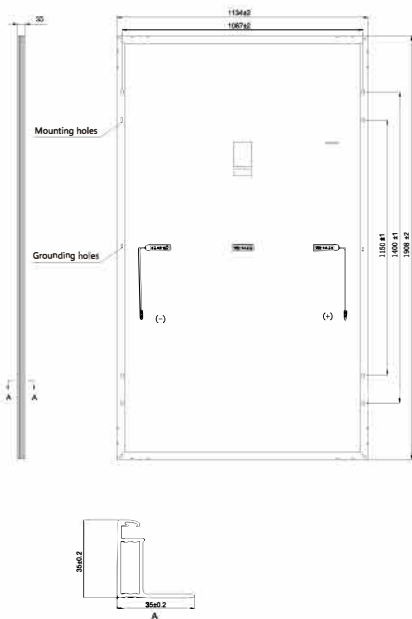 1134±2
35
1087±2
Mounting holes
Grounding holes
(-)
(+)
1150 ±1
1400 ±1
1908 ±2
A
A
35±0.2
35±0.2
A